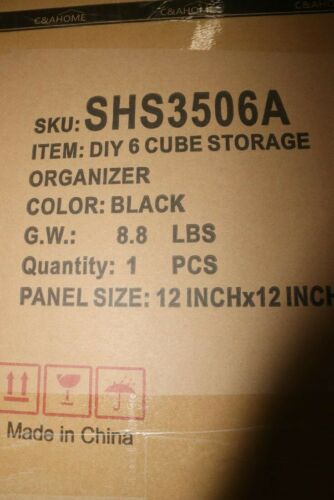 C&AHOME C&AHOME
SKU: SHS3506A
ITEM: DIY 6 CUBE STORAGE
ORGANIZER
COLOR: BLACK
G.W.: 8.8 LBS
Quantity: 1 PCS
PANEL SIZE: 12 INCHx12 INCH
Made in China